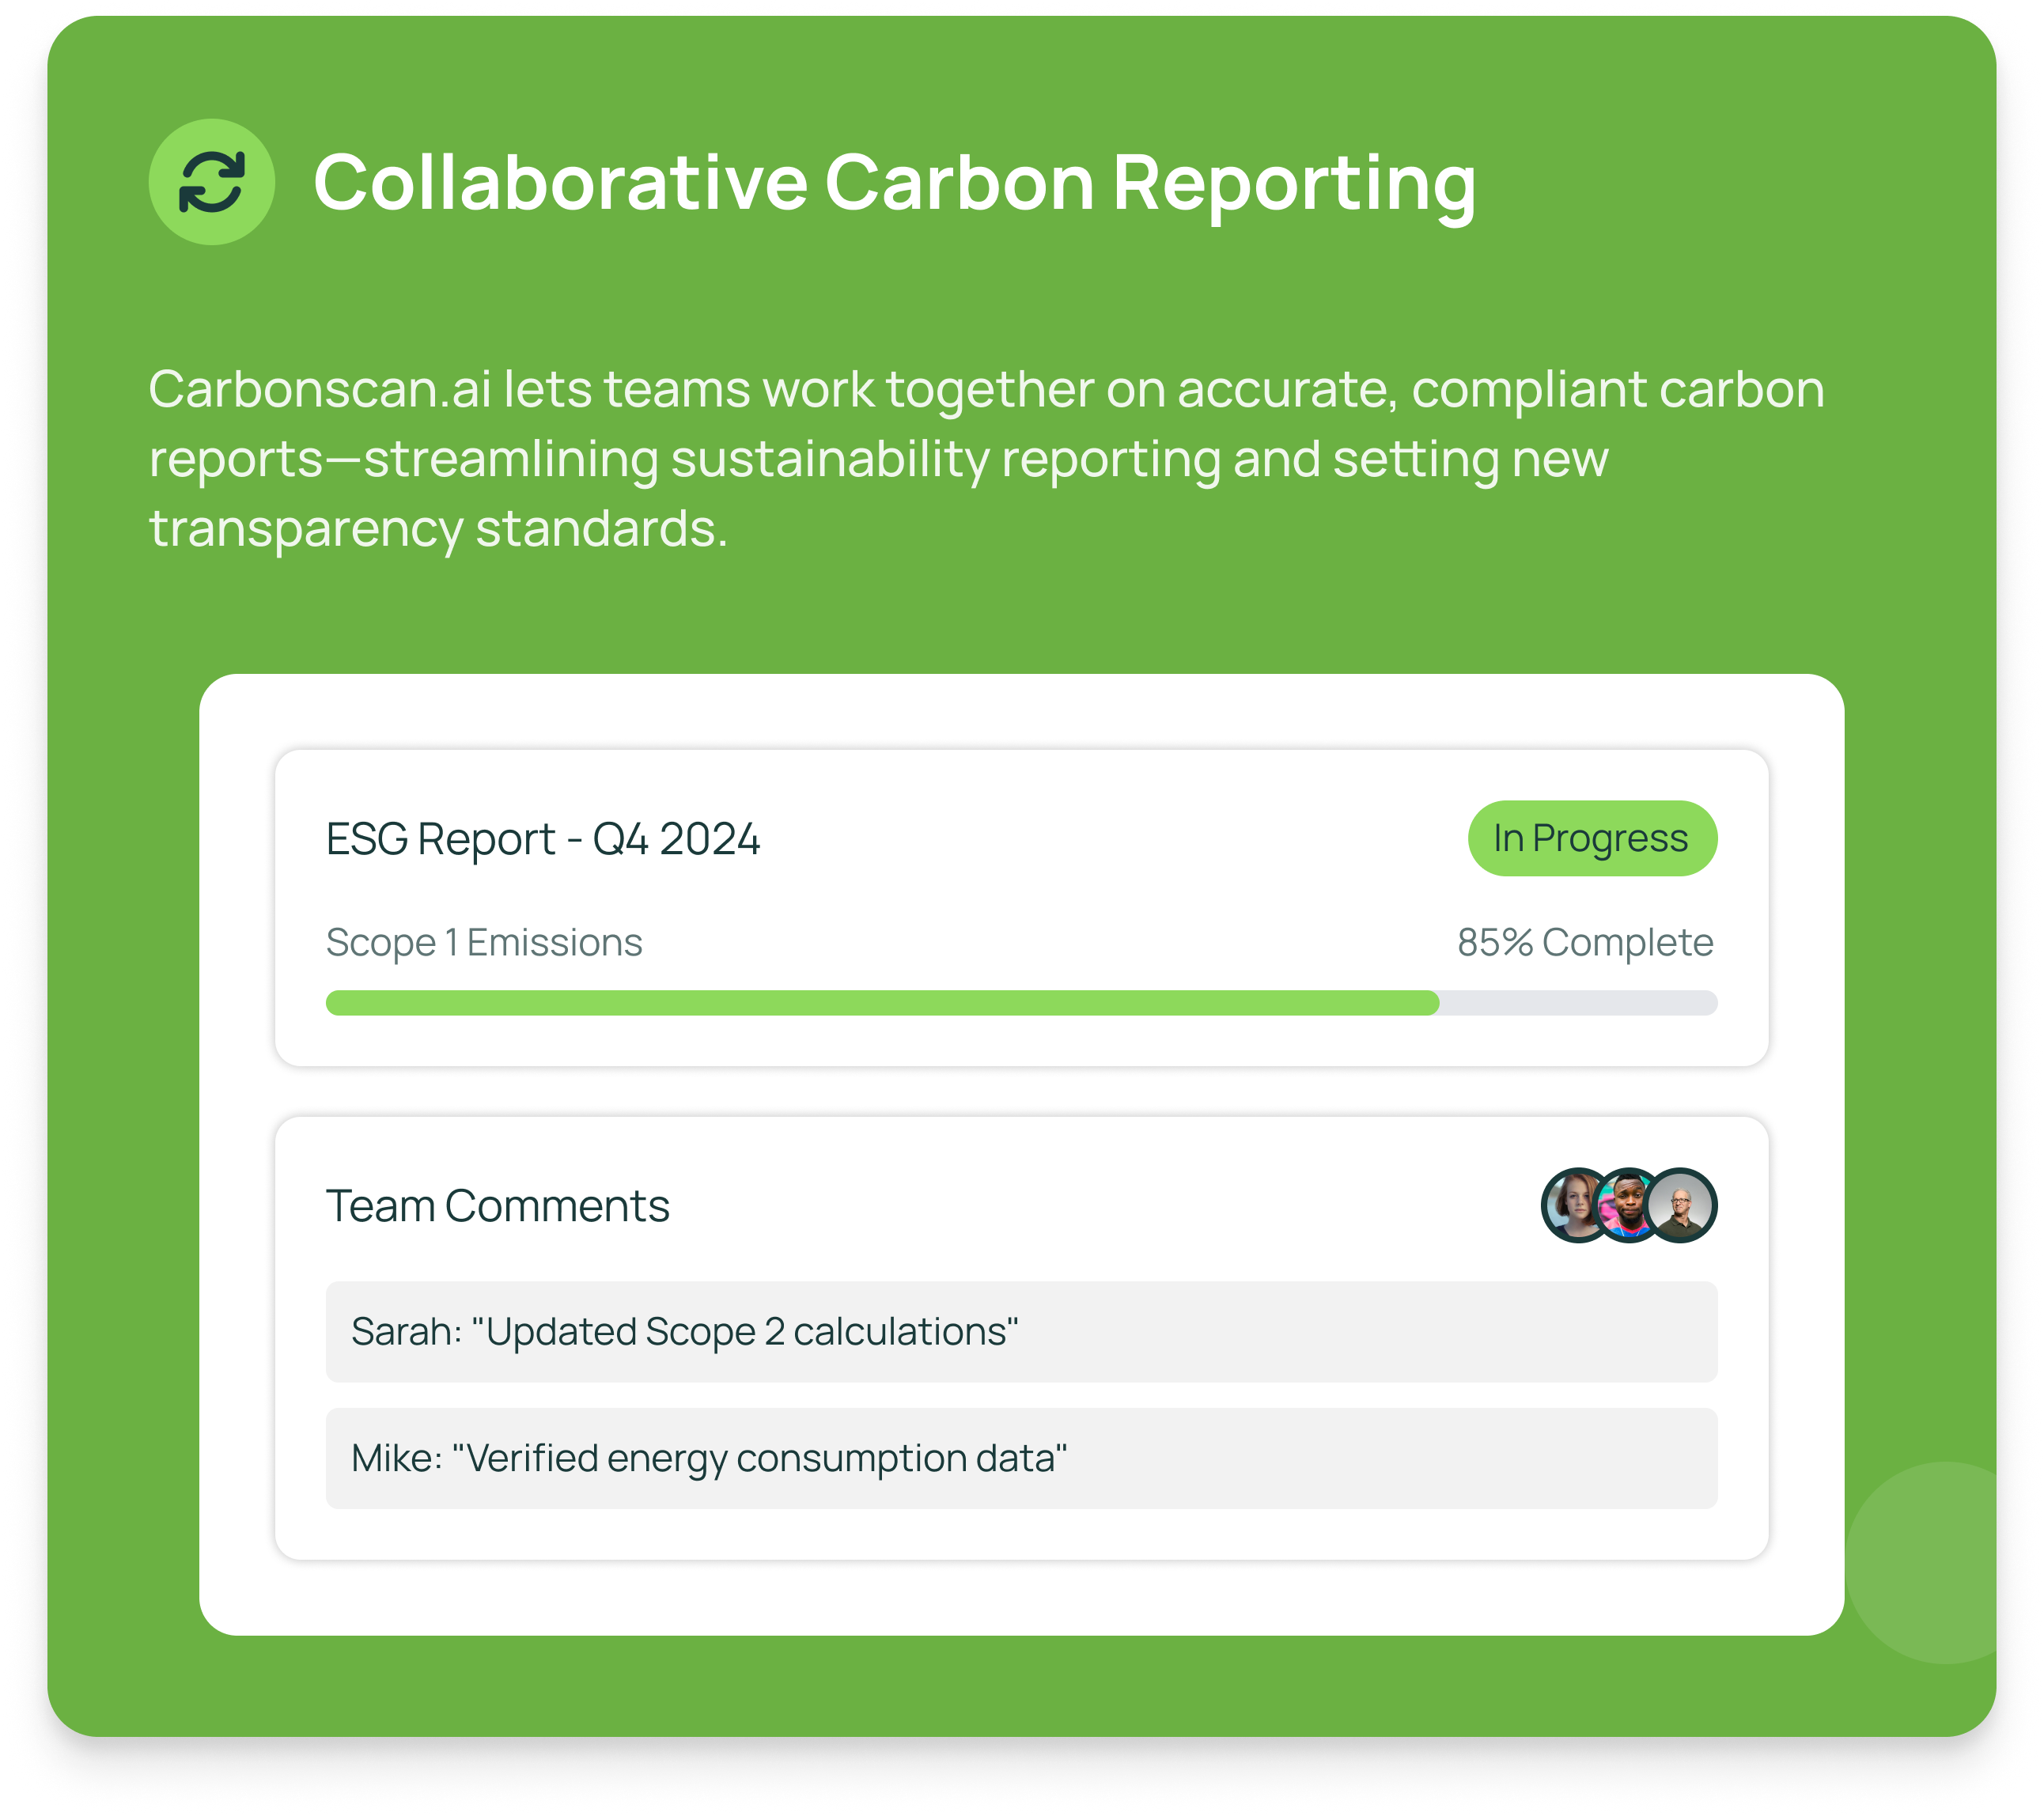 Collaborative Carbon Reporting
Carbonscan.ai lets teams work together on accurate, compliant carbon
reports—streamlining sustainability reporting and setting new
transparency standards.
ESG Report - Q4 2024
In Progress
Scope 1 Emissions
85% Complete
Team Comments
Sarah: "Updated Scope 2 calculations"
Mike: "Verified energy consumption data"